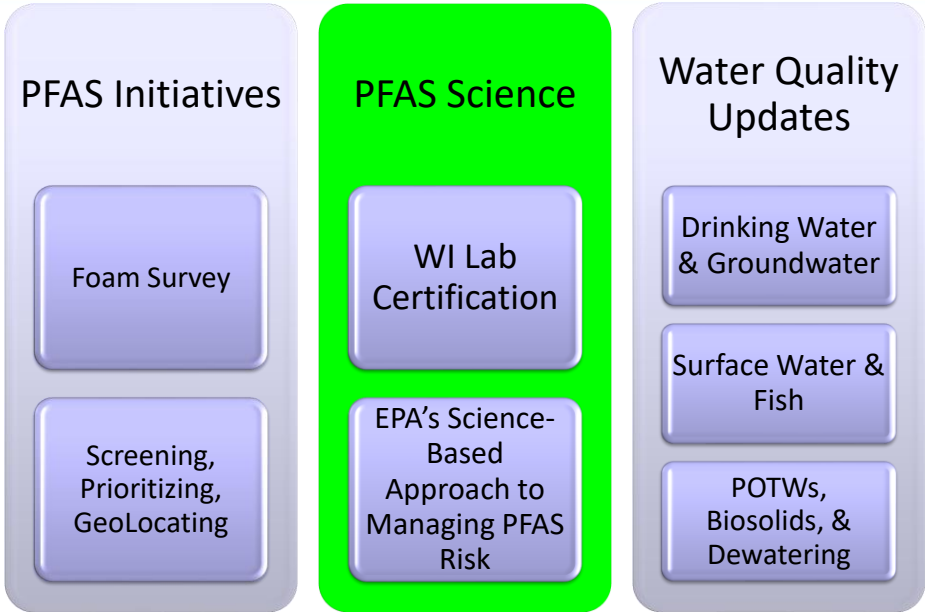 PFAS Initiatives
Foam Survey
Screening,
Prioritizing,
GeoLocating
PFAS Science
WI Lab
Certification
EPA’s Science-
Based
Approach to
Managing PFAS
Risk
Water Quality
Updates
Drinking Water
& Groundwater
Surface Water &
Fish
POTWs,
Biosolids, &
Dewatering